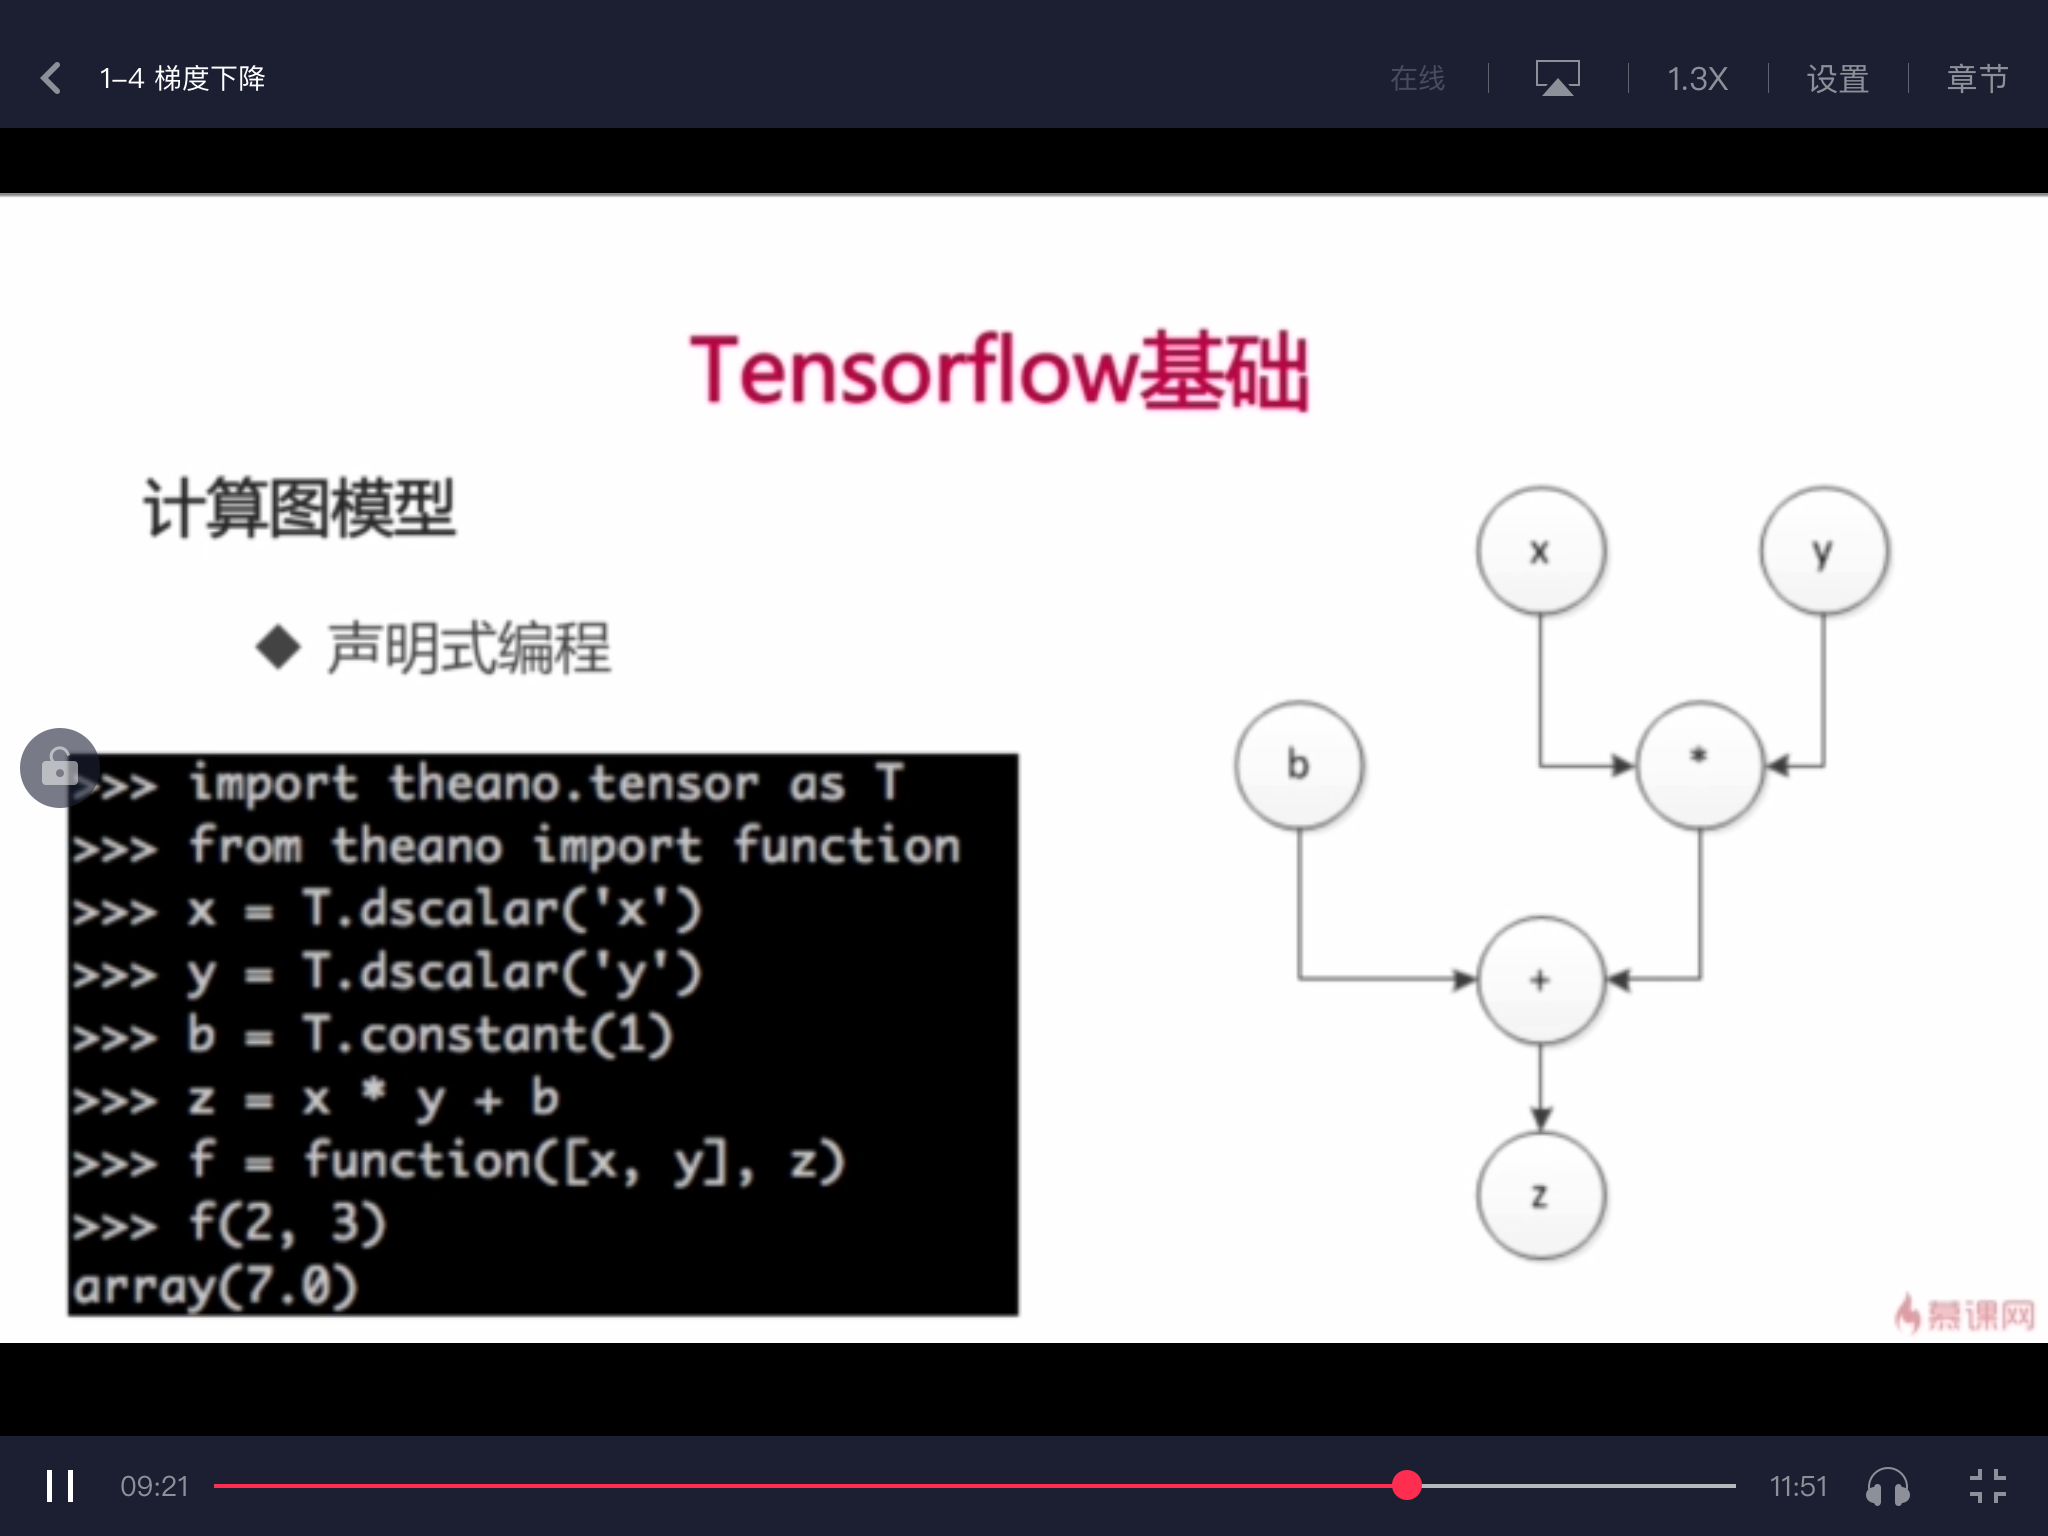 1-4 梯度下降
在线
1.3X
设置
章节
Tensorflow基础
计算图模型
◆ 声明式编程
>>> import theano.tensor as T
>>> from theano import function
>>> x = T.dscalar('x')
>>> y = T.dscalar('y')
>>> b = T.constant(1)
>>> z = x * y + b
>>> f = function([x, y], z)
>>> f(2, 3)
array(7.0)
x
y
b
*
+
z
慕课网
09:21
11:51